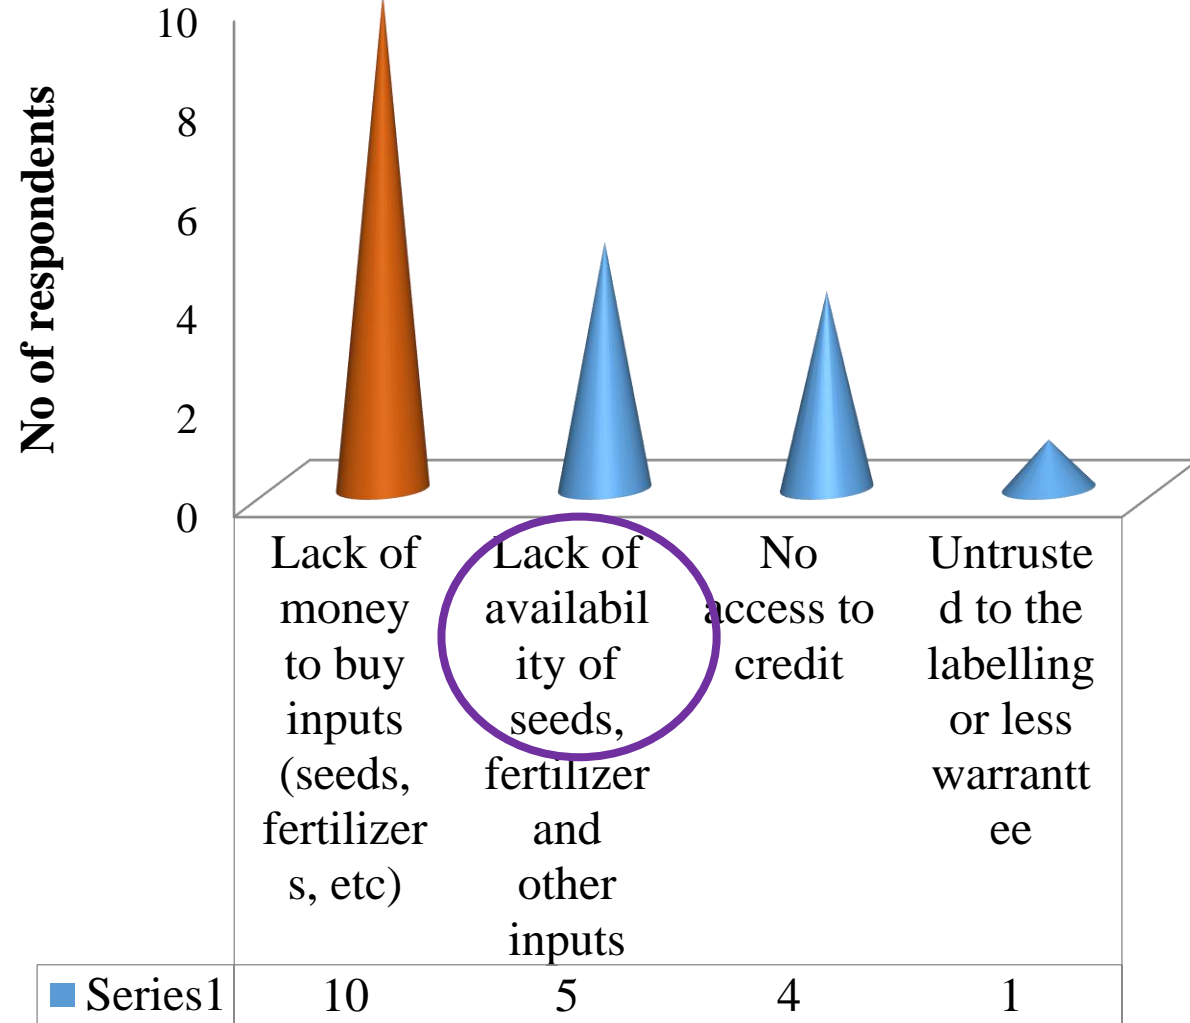 No of respondents
10
8
6
4
2
0
Lack of
money
to buy
inputs
(seeds,
fertilizer
s, etc)
Lack of
availabil
ity of
seeds,
fertilizer
and
other
inputs
No
access to
credit
Untruste
d to the
labelling
or less
warrantt
ee
Series1 10 5 4 1